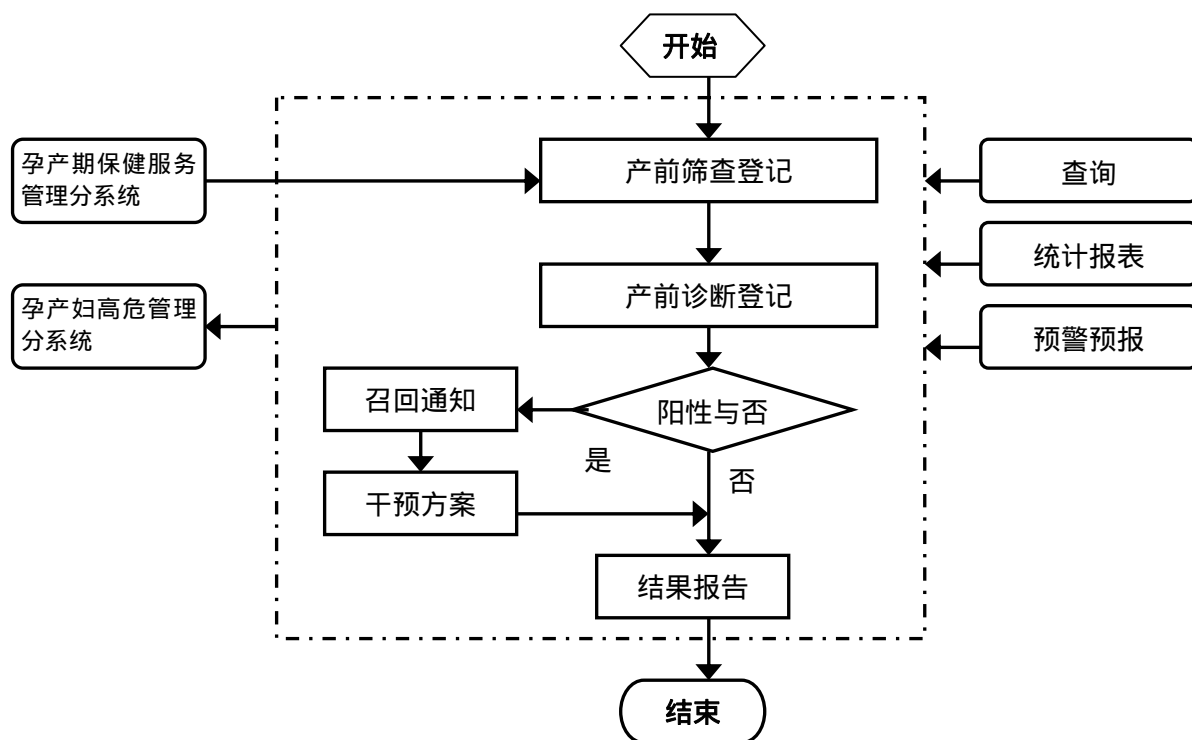 开始
孕产期保健服务
管理分系统
产前筛查登记
查询
统计报表
产前诊断登记
孕产妇高危管理
分系统
预警预报
召回通知
阳性与否
是
否
干预方案
结果报告
结束